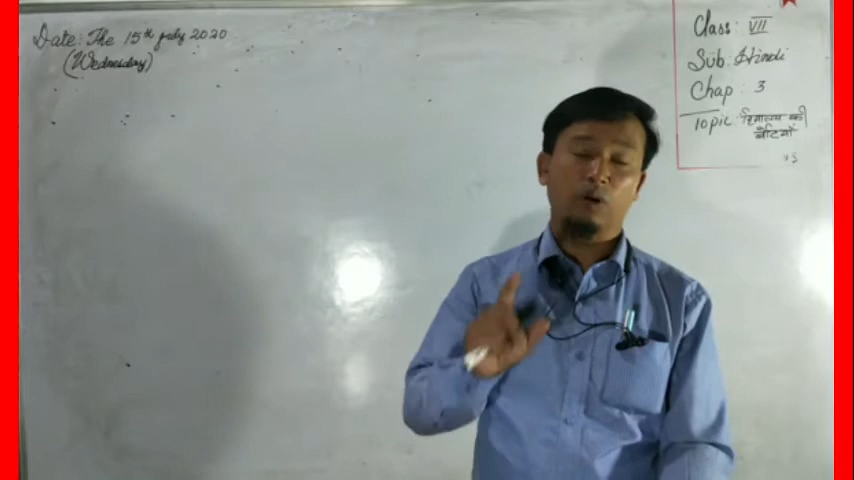 Date: The 15th july 2020
(Wednesday)
Class: VII
Sub: Hindi
Chap : 3
Topic: हिमालय की
बेटियाँ